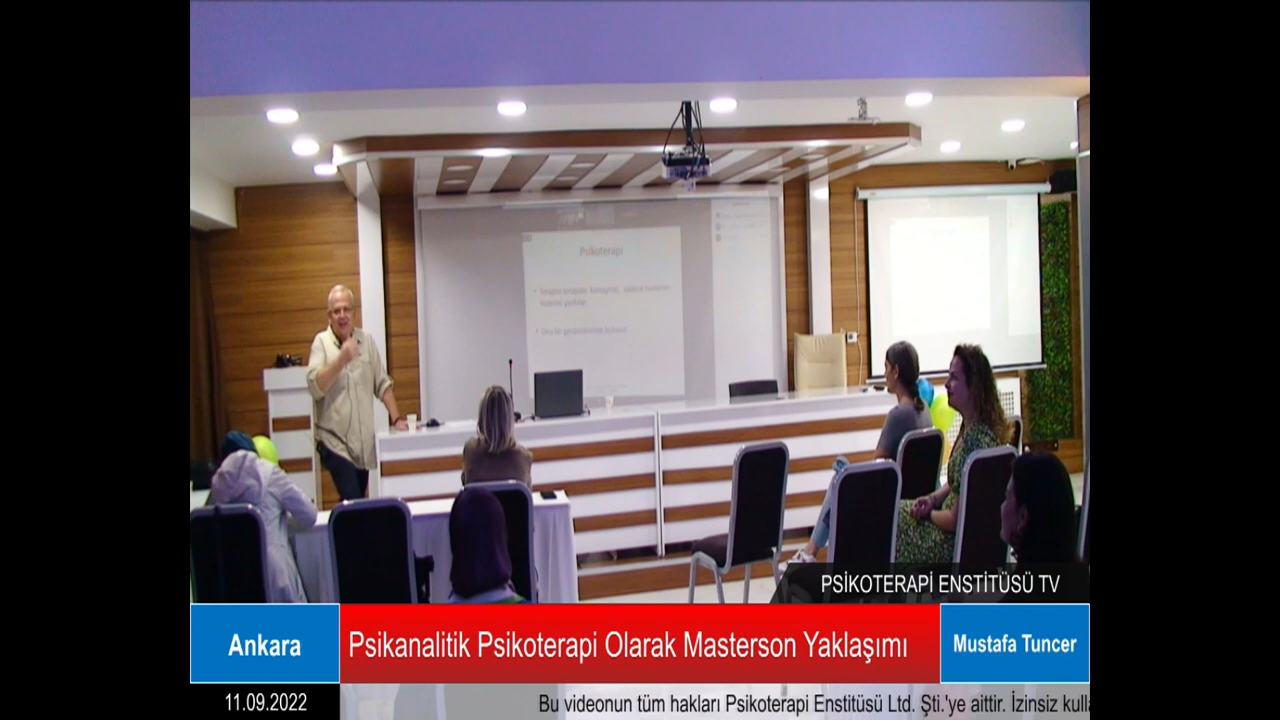 Psikoterapi
PSİKOTERAPİ ENSTİTÜSÜ TV
Ankara
Psikanalitik Psikoterapi Olarak Masterson Yaklaşımı
Mustafa Tuncer
11.09.2022
Bu videonun tüm hakları Psikoterapi Enstitüsü Ltd. Şti.'ye aittir. İzinsiz kull